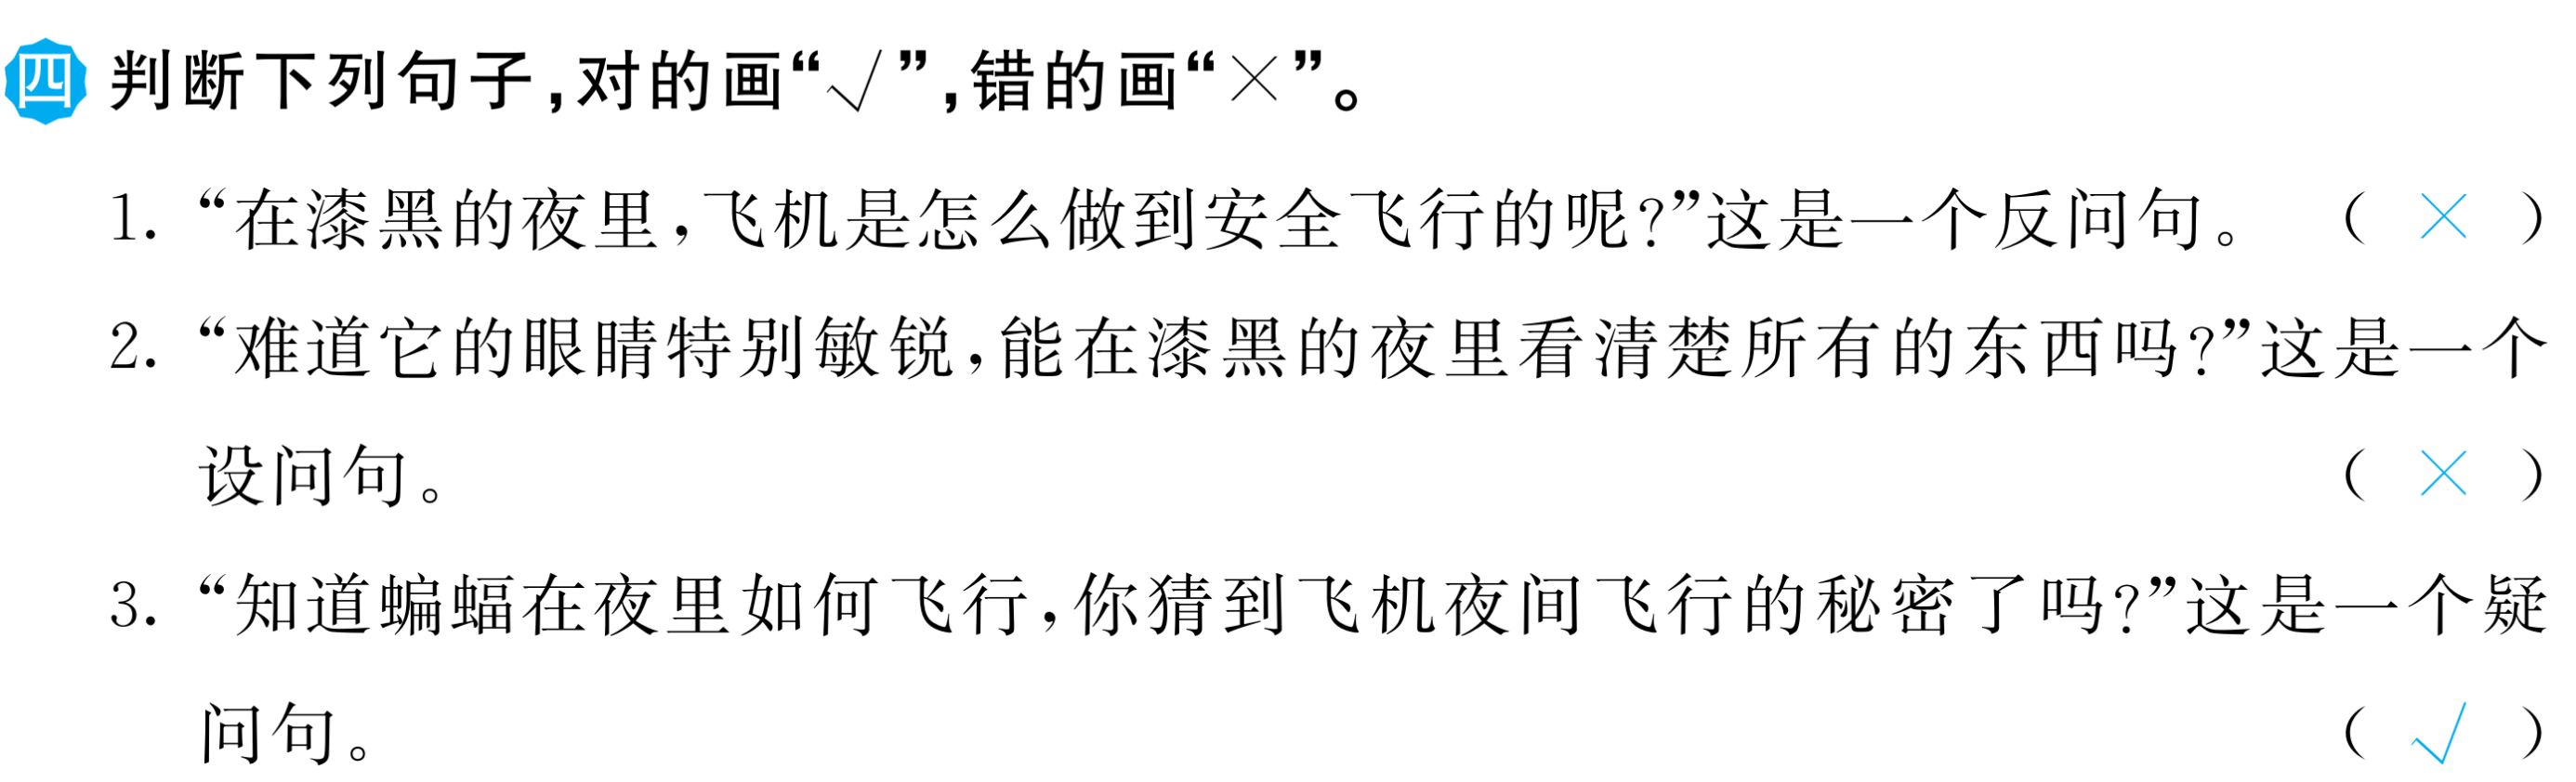 四 判断下列句子,对的画“√”,错的画“×”。
1. “在漆黑的夜里,飞机是怎么做到安全飞行的呢?”这是一个反问句。 ( × )
2. “难道它的眼睛特别敏锐,能在漆黑的夜里看清楚所有的东西吗?”这是一个
设问句。 ( × )
3. “知道蝙蝠在夜里如何飞行,你猜到飞机夜间飞行的秘密了吗?”这是一个疑
问句。 ( √ )